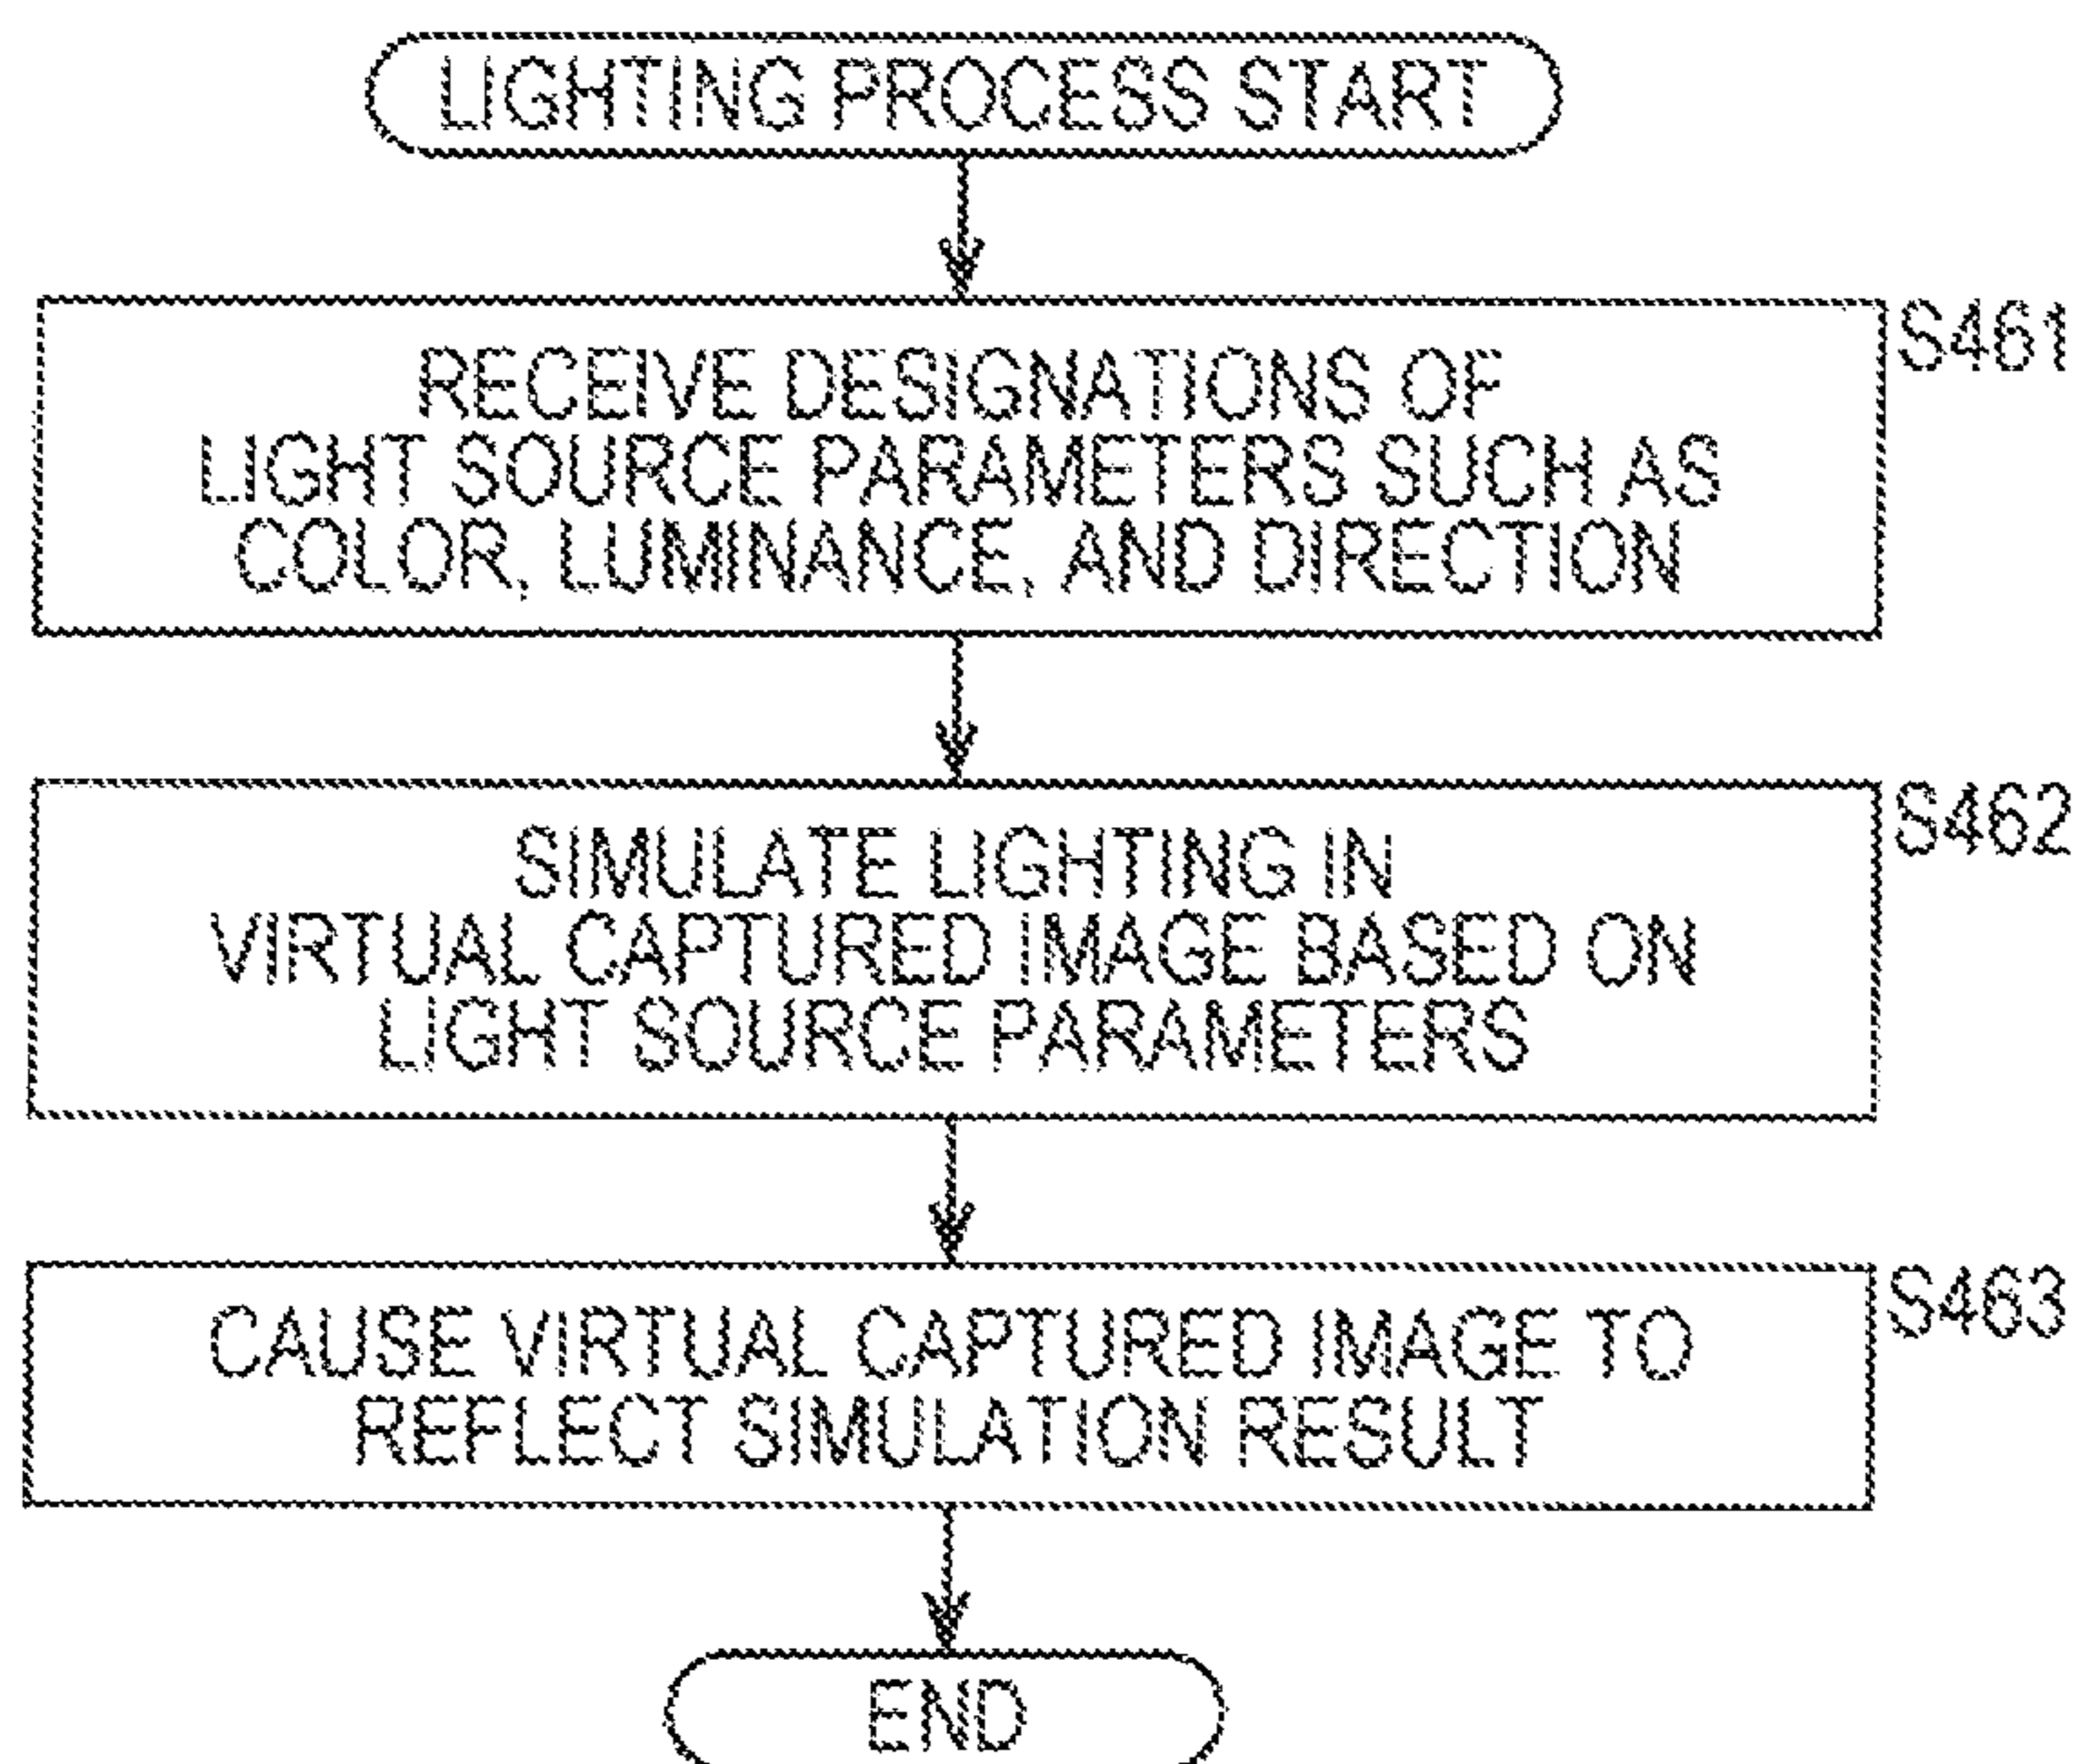 LIGHTING PROCESS START
S461
RECEIVE DESIGNATIONS OF
LIGHT SOURCE PARAMETERS SUCH AS
COLOR, LUMINANCE, AND DIRECTION
S462
SIMULATE LIGHTING IN
VIRTUAL CAPTURED IMAGE BASED ON
LIGHT SOURCE PARAMETERS
S463
CAUSE VIRTUAL CAPTURED IMAGE TO
REFLECT SIMULATION RESULT
END